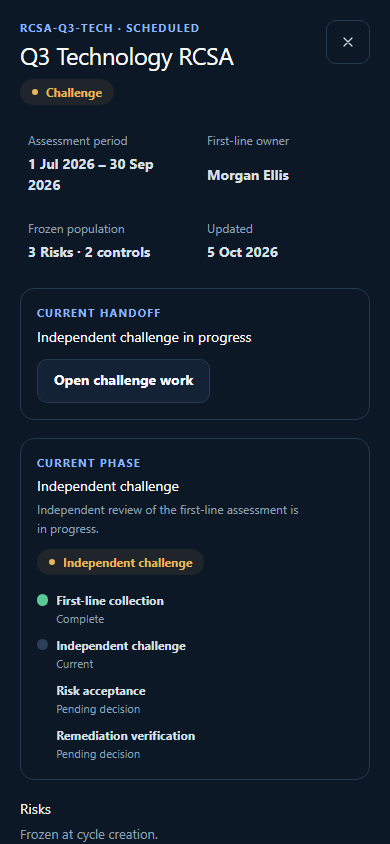 RCSA-Q3-TECH · SCHEDULED
Q3 Technology RCSA
Challenge
Assessment period
1 Jul 2026 – 30 Sep
2026
First-line owner
Morgan Ellis
Frozen population
3 Risks · 2 controls
Updated
5 Oct 2026
CURRENT HANDOFF
Independent challenge in progress
Open challenge work
CURRENT PHASE
Independent challenge
Independent review of the first-line assessment is
in progress.
Independent challenge
First-line collection
Complete
Independent challenge
Current
Risk acceptance
Pending decision
Remediation verification
Pending decision
Risks
Frozen at cycle creation.